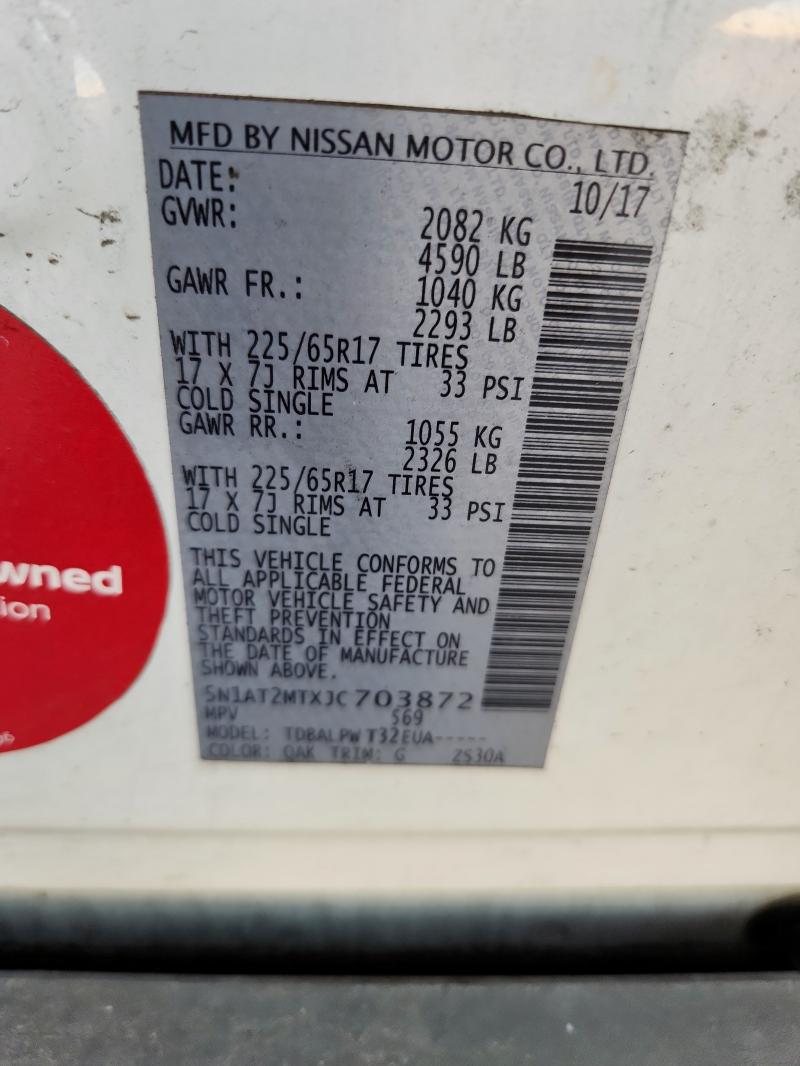 MFD BY NISSAN MOTOR CO., LTD.
DATE: 10/17
GVWR: 2082 KG
4590 LB
GAWR FR.: 1040 KG
2293 LB
WITH 225/65R17 TIRES
17 X 7J RIMS AT 33 PSI
COLD SINGLE
GAWR RR.: 1055 KG
2326 LB
WITH 225/65R17 TIRES
17 X 7J RIMS AT 33 PSI
COLD SINGLE
THIS VEHICLE CONFORMS TO
ALL APPLICABLE FEDERAL
MOTOR VEHICLE SAFETY AND
THEFT PREVENTION
STANDARDS IN EFFECT ON
THE DATE OF MANUFACTURE
SHOWN ABOVE.
5N1AT2MTXJC703872
MPV 569
MODEL: TDBALPW T32EUA-----
COLOR: QAK TRIM: G 2S30A
wned
ion